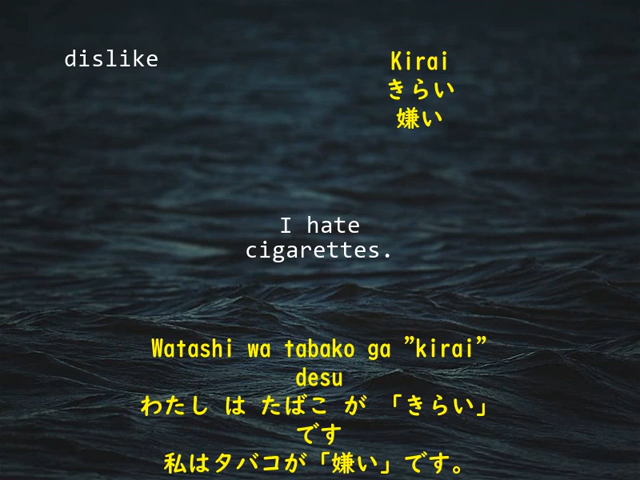 dislike
Kirai
きらい
嫌い
I hate
cigarettes.
Watashi wa tabako ga ”kirai”
desu
わたし は たばこ が 「きらい」
です
私はタバコが「嫌い」です。